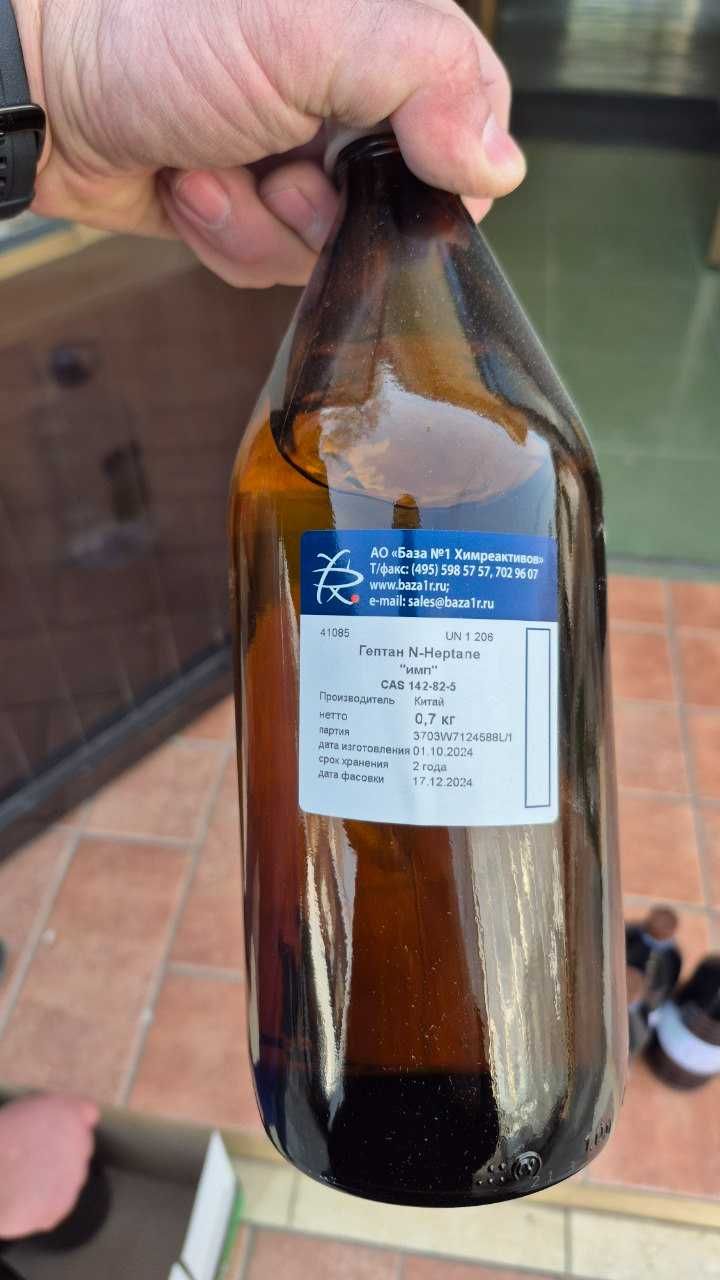 АО «База №1 Химреактивов»
Т/факс: (495) 598 57 57, 702 96 07
www.baza1r.ru;
e-mail: sales@baza1r.ru
41085 UN 1 206
Гептан N-Heptane
"имп"
CAS 142-82-5
Производитель Китай
нетто 0,7 кг
партия 3703W7124588L/1
дата изготовления 01.10.2024
срок хранения 2 года
дата фасовки 17.12.2024